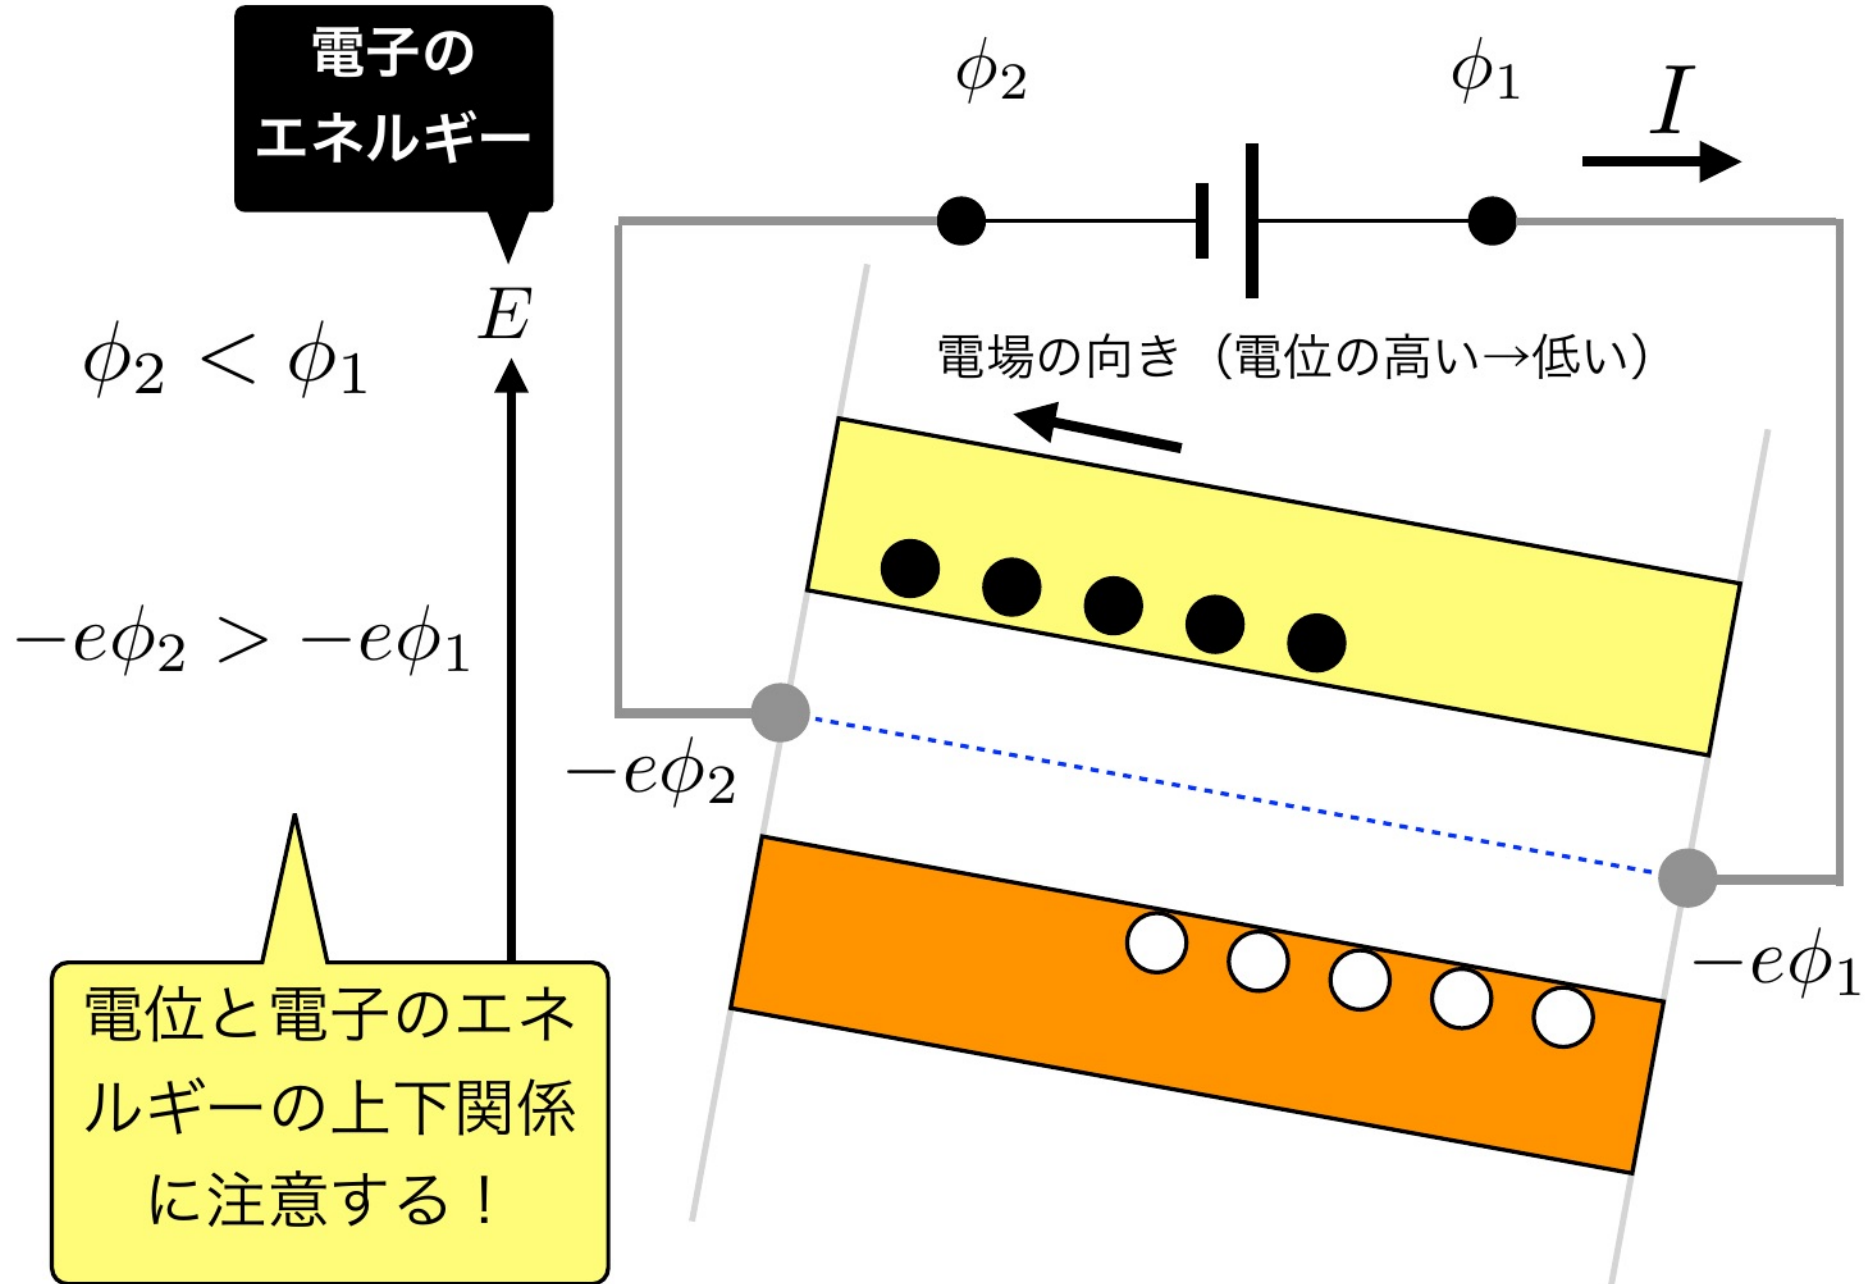 電子の
エネルギー
E
ϕ₂ < ϕ₁
−eϕ₂ > −eϕ₁
電位と電子のエネ
ルギーの上下関係
に注意する！
ϕ₂
ϕ₁
I
電場の向き（電位の高い→低い）
−eϕ₂
−eϕ₁